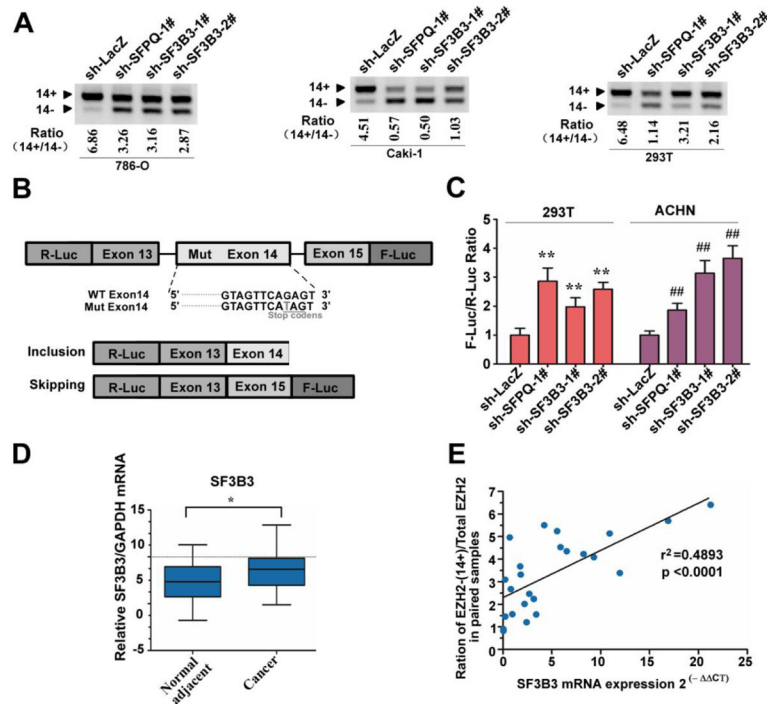 A
sh-LacZ
sh-SFPQ-1#
sh-SF3B3-1#
sh-SF3B3-2#
14+
14-
Ratio
(14+/14-)
6.86
3.26
3.16
2.87
786-O
sh-LacZ
sh-SFPQ-1#
sh-SF3B3-1#
sh-SF3B3-2#
14+
14-
Ratio
(14+/14-)
4.51
0.57
0.50
1.03
Caki-1
sh-LacZ
sh-SFPQ-1#
sh-SF3B3-1#
sh-SF3B3-2#
14+
14-
Ratio
(14+/14-)
6.48
1.14
3.21
2.16
293T
B
R-Luc Exon 13 Mut Exon 14 Exon 15 F-Luc
WT Exon14 5' GTAGTTCAGAGT 3'
Mut Exon14 5' GTAGTTCATAGT 3'
Stop codens
Inclusion R-Luc Exon 13 Exon 14
Skipping R-Luc Exon 13 Exon 15 F-Luc
C
293T ACHN
F-Luc/R-Luc Ratio
5
4
3
2
1
0
** ** **
## ## ##
sh-LacZ
sh-SFPQ-1#
sh-SF3B3-1#
sh-SF3B3-2#
sh-LacZ
sh-SFPQ-1#
sh-SF3B3-1#
sh-SF3B3-2#
D
SF3B3
*
Relative SF3B3/GAPDH mRNA
15
10
5
0
-5
Normal
adjacent
Cancer
E
Ration of EZH2-(14+)/Total EZH2
in paired samples
7
6
5
4
3
2
1
0
r²=0.4893
p <0.0001
0 5 10 15 20 25
SF3B3 mRNA expression 2(- ΔΔCT)